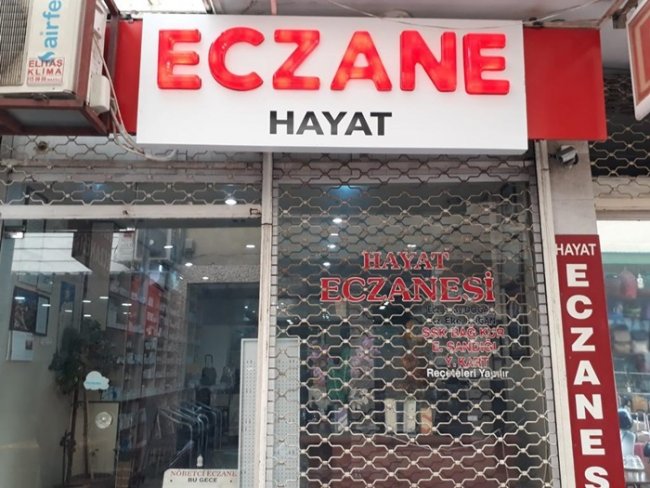 airfel
ELİTAŞ
KLİMA
ECZANE
HAYAT
HAYAT
ECZANESİ
SSK BAĞ-KUR
E. SANDIĞI
Y. KART
Reçeteleri Yapılır
HAYAT
ECZANES
NÖBETÇİ ECZANE
BU GECE